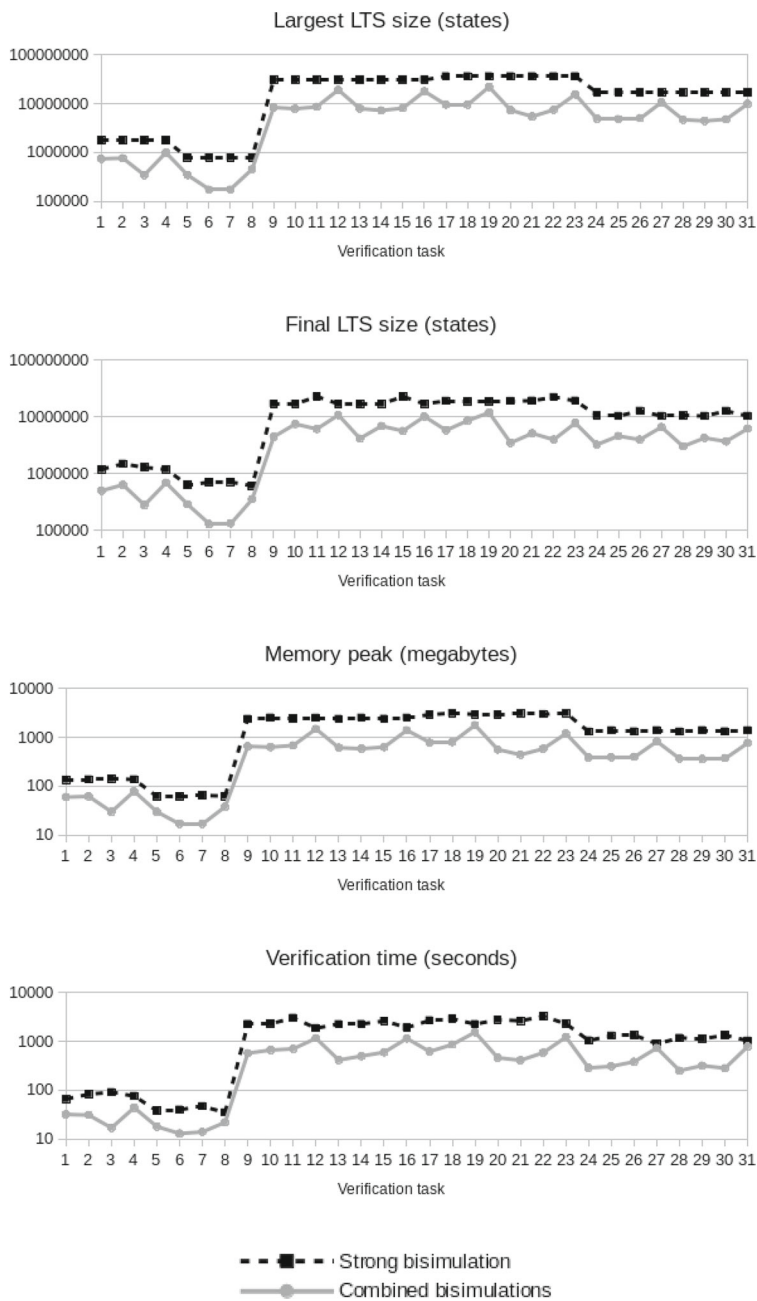 Largest LTS size (states)
100000000
10000000
1000000
100000
1 2 3 4 5 6 7 8 9 10 11 12 13 14 15 16 17 18 19 20 21 22 23 24 25 26 27 28 29 30 31
Verification task
Final LTS size (states)
100000000
10000000
1000000
100000
1 2 3 4 5 6 7 8 9 10 11 12 13 14 15 16 17 18 19 20 21 22 23 24 25 26 27 28 29 30 31
Verification task
Memory peak (megabytes)
10000
1000
100
10
1 2 3 4 5 6 7 8 9 10 11 12 13 14 15 16 17 18 19 20 21 22 23 24 25 26 27 28 29 30 31
Verification task
Verification time (seconds)
10000
1000
100
10
1 2 3 4 5 6 7 8 9 10 11 12 13 14 15 16 17 18 19 20 21 22 23 24 25 26 27 28 29 30 31
Verification task
Strong bisimulation
Combined bisimulations